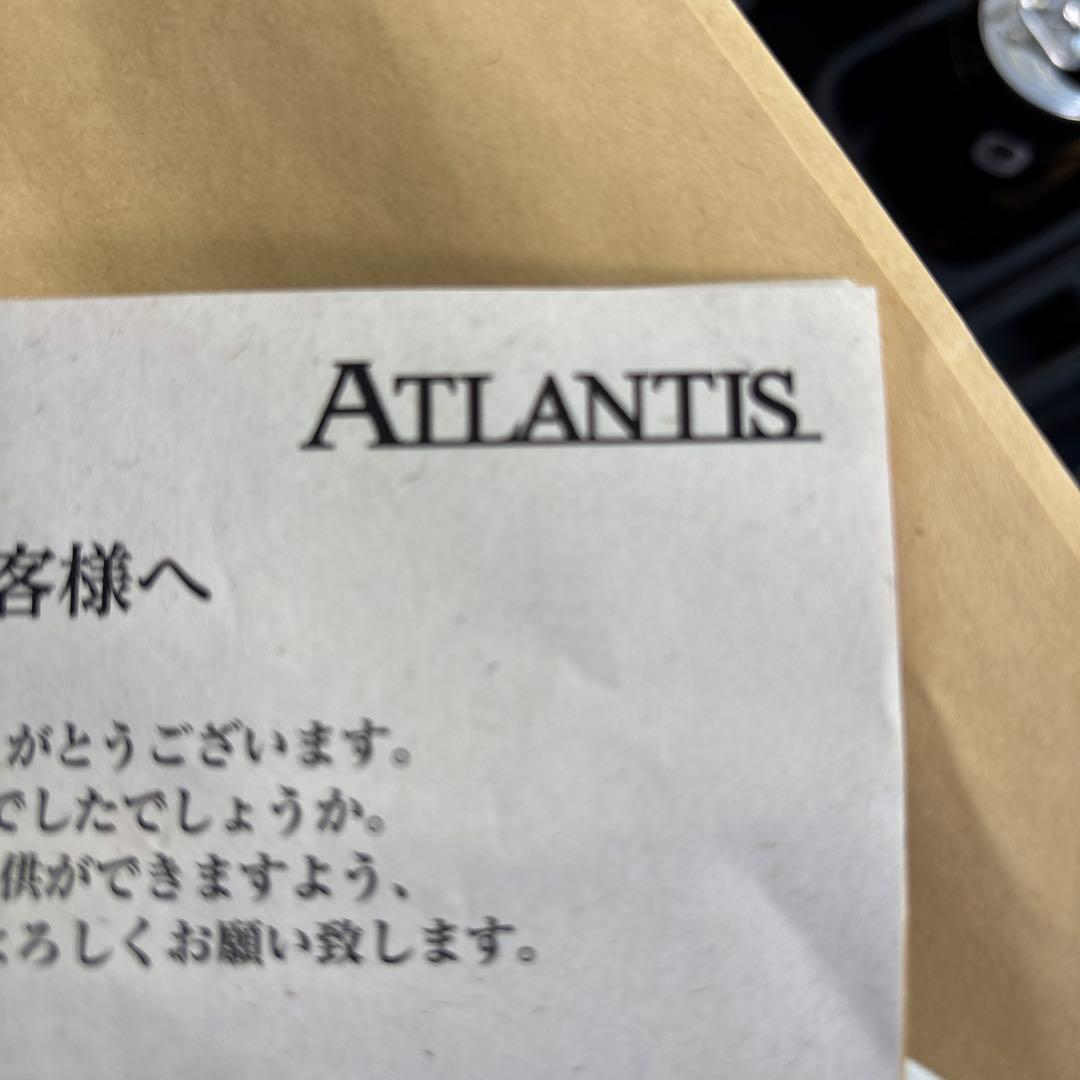 ATLANTIS
客様へ
がとうございます。
でしたでしょうか。
供ができますよう、
よろしくお願い致します。